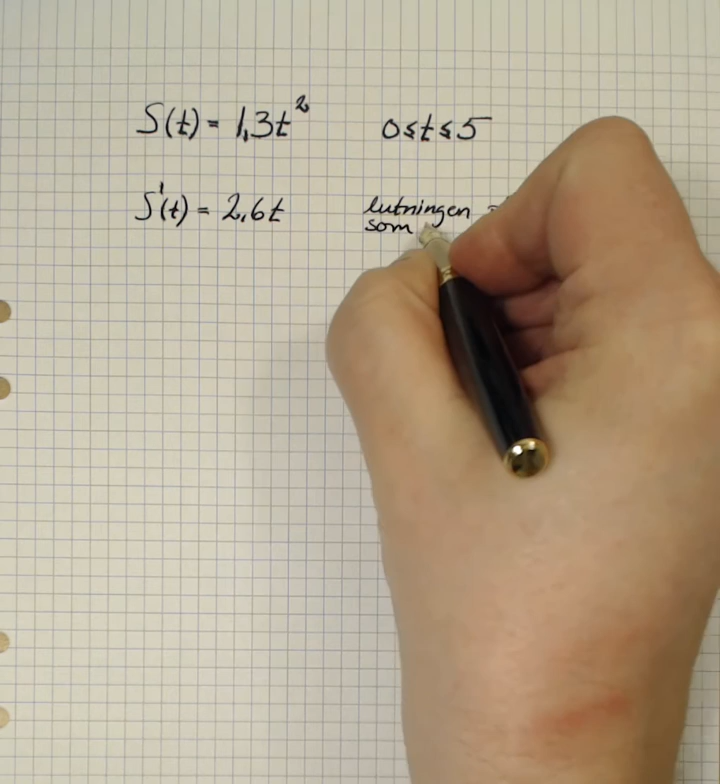 S(t) = 1,3t² 0≤t≤5
S'(t) = 2,6t lutningen
som